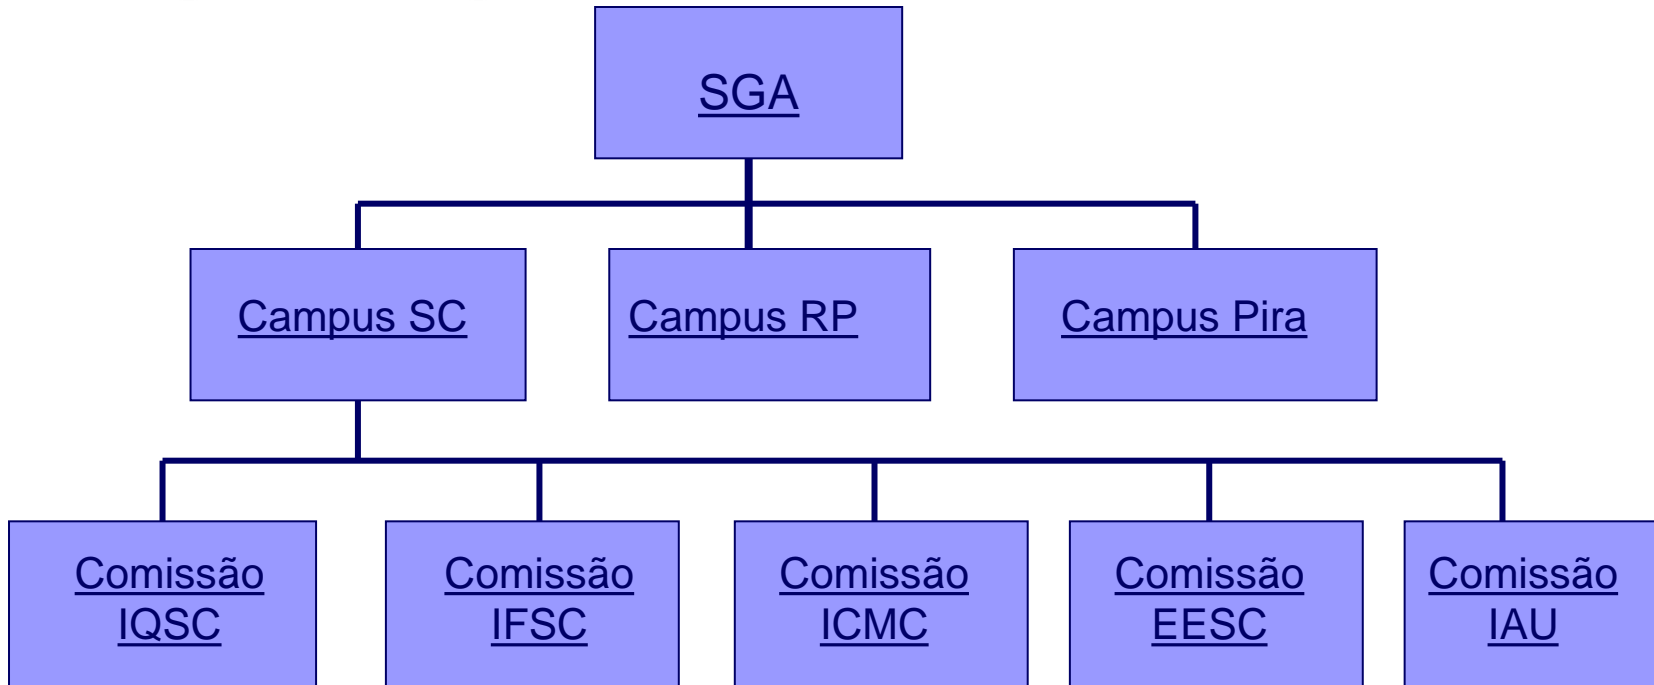 SGA
Campus SC
Campus RP
Campus Pira
Comissão
IQSC
Comissão
IFSC
Comissão
ICMC
Comissão
EESC
Comissão
IAU